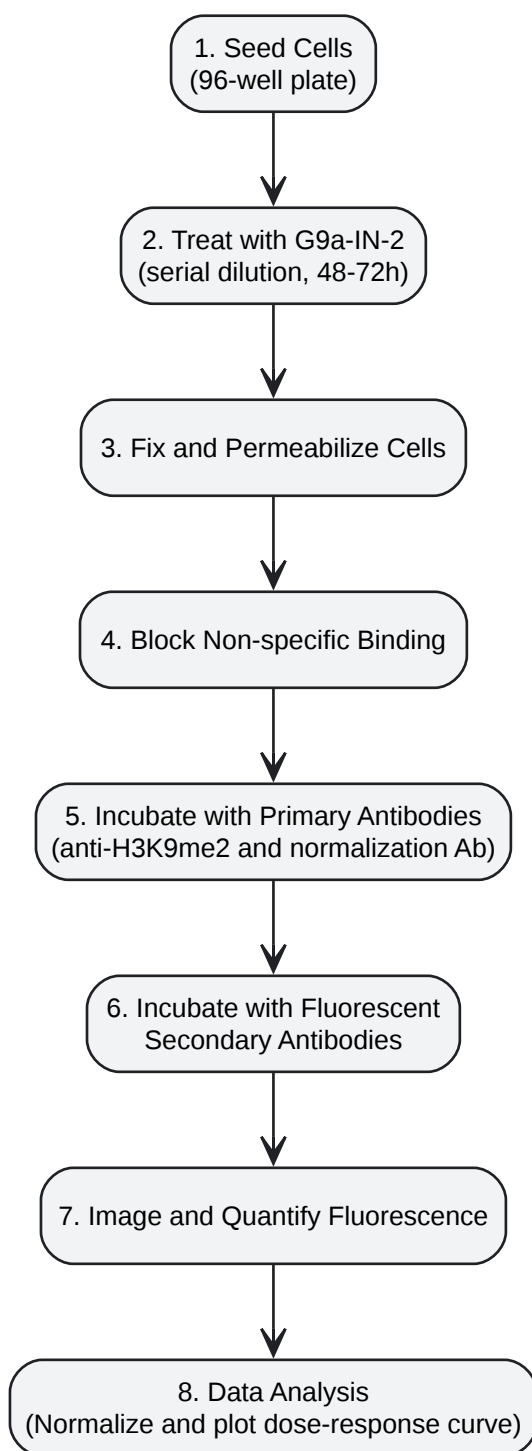 1. Seed Cells
(96-well plate)
2. Treat with G9a-IN-2
(serial dilution, 48-72h)
3. Fix and Permeabilize Cells
4. Block Non-specific Binding
5. Incubate with Primary Antibodies
(anti-H3K9me2 and normalization Ab)
6. Incubate with Fluorescent
Secondary Antibodies
7. Image and Quantify Fluorescence
8. Data Analysis
(Normalize and plot dose-response curve)